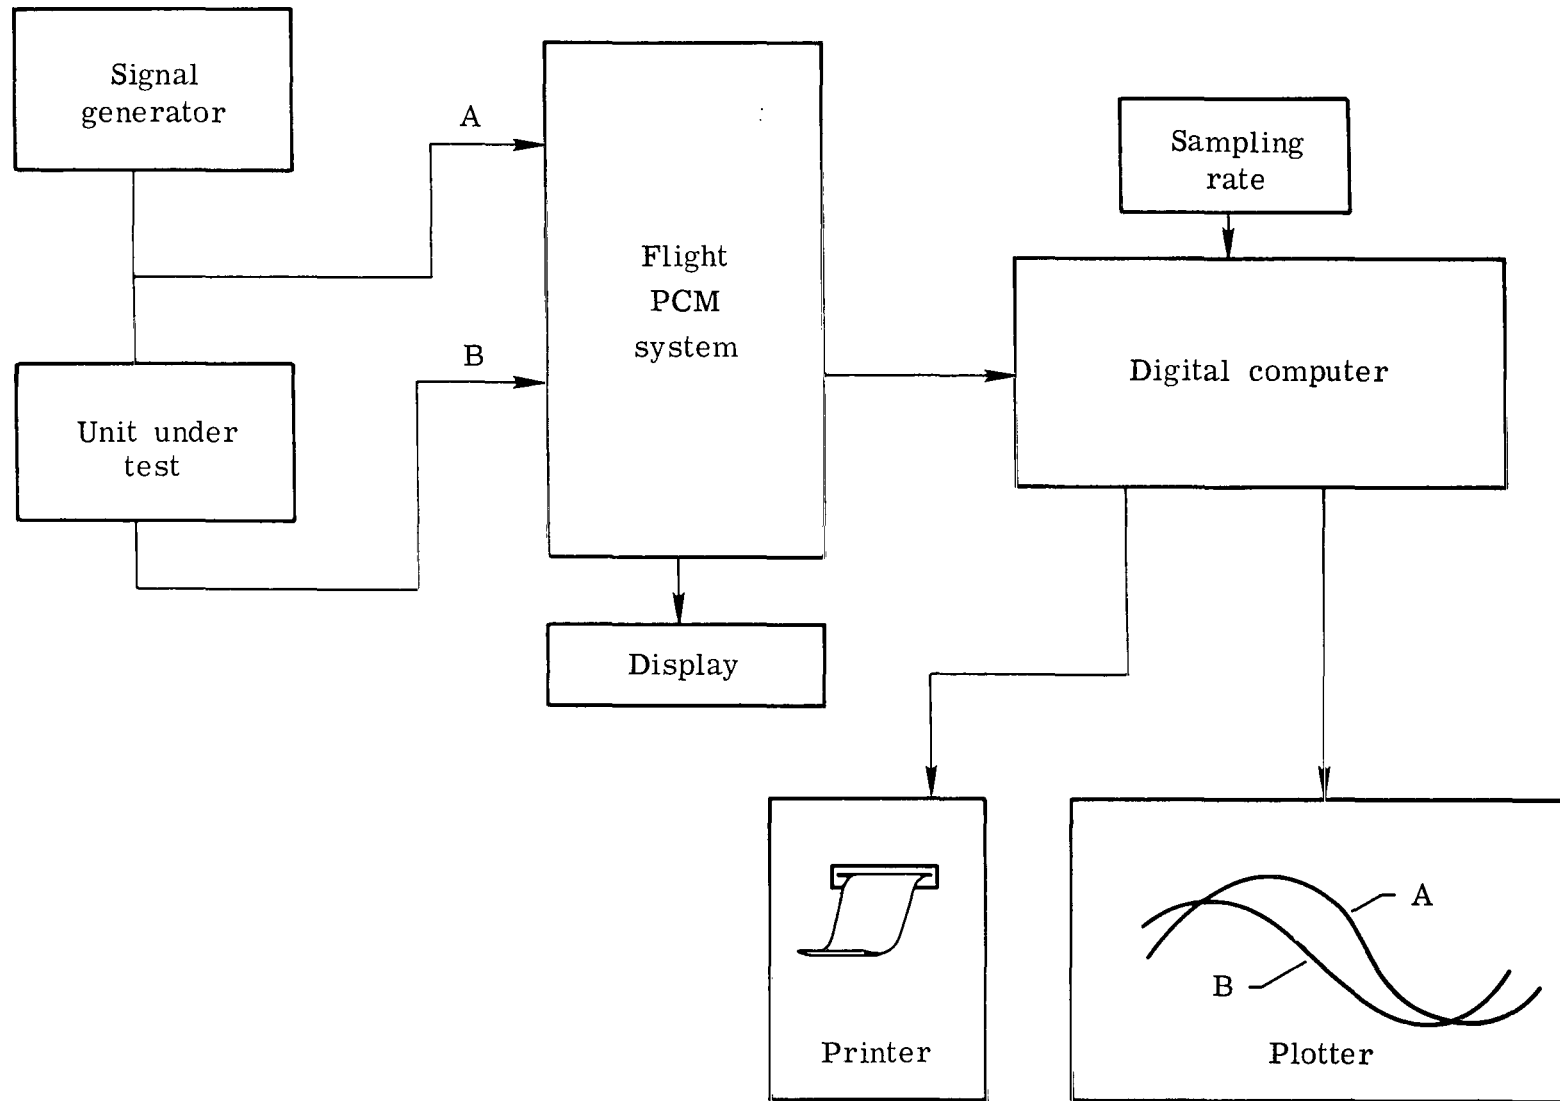 Signal
generator
A
Flight
PCM
system
Sampling
rate
B
Digital computer
Unit under
test
Display
A
B
Printer
Plotter